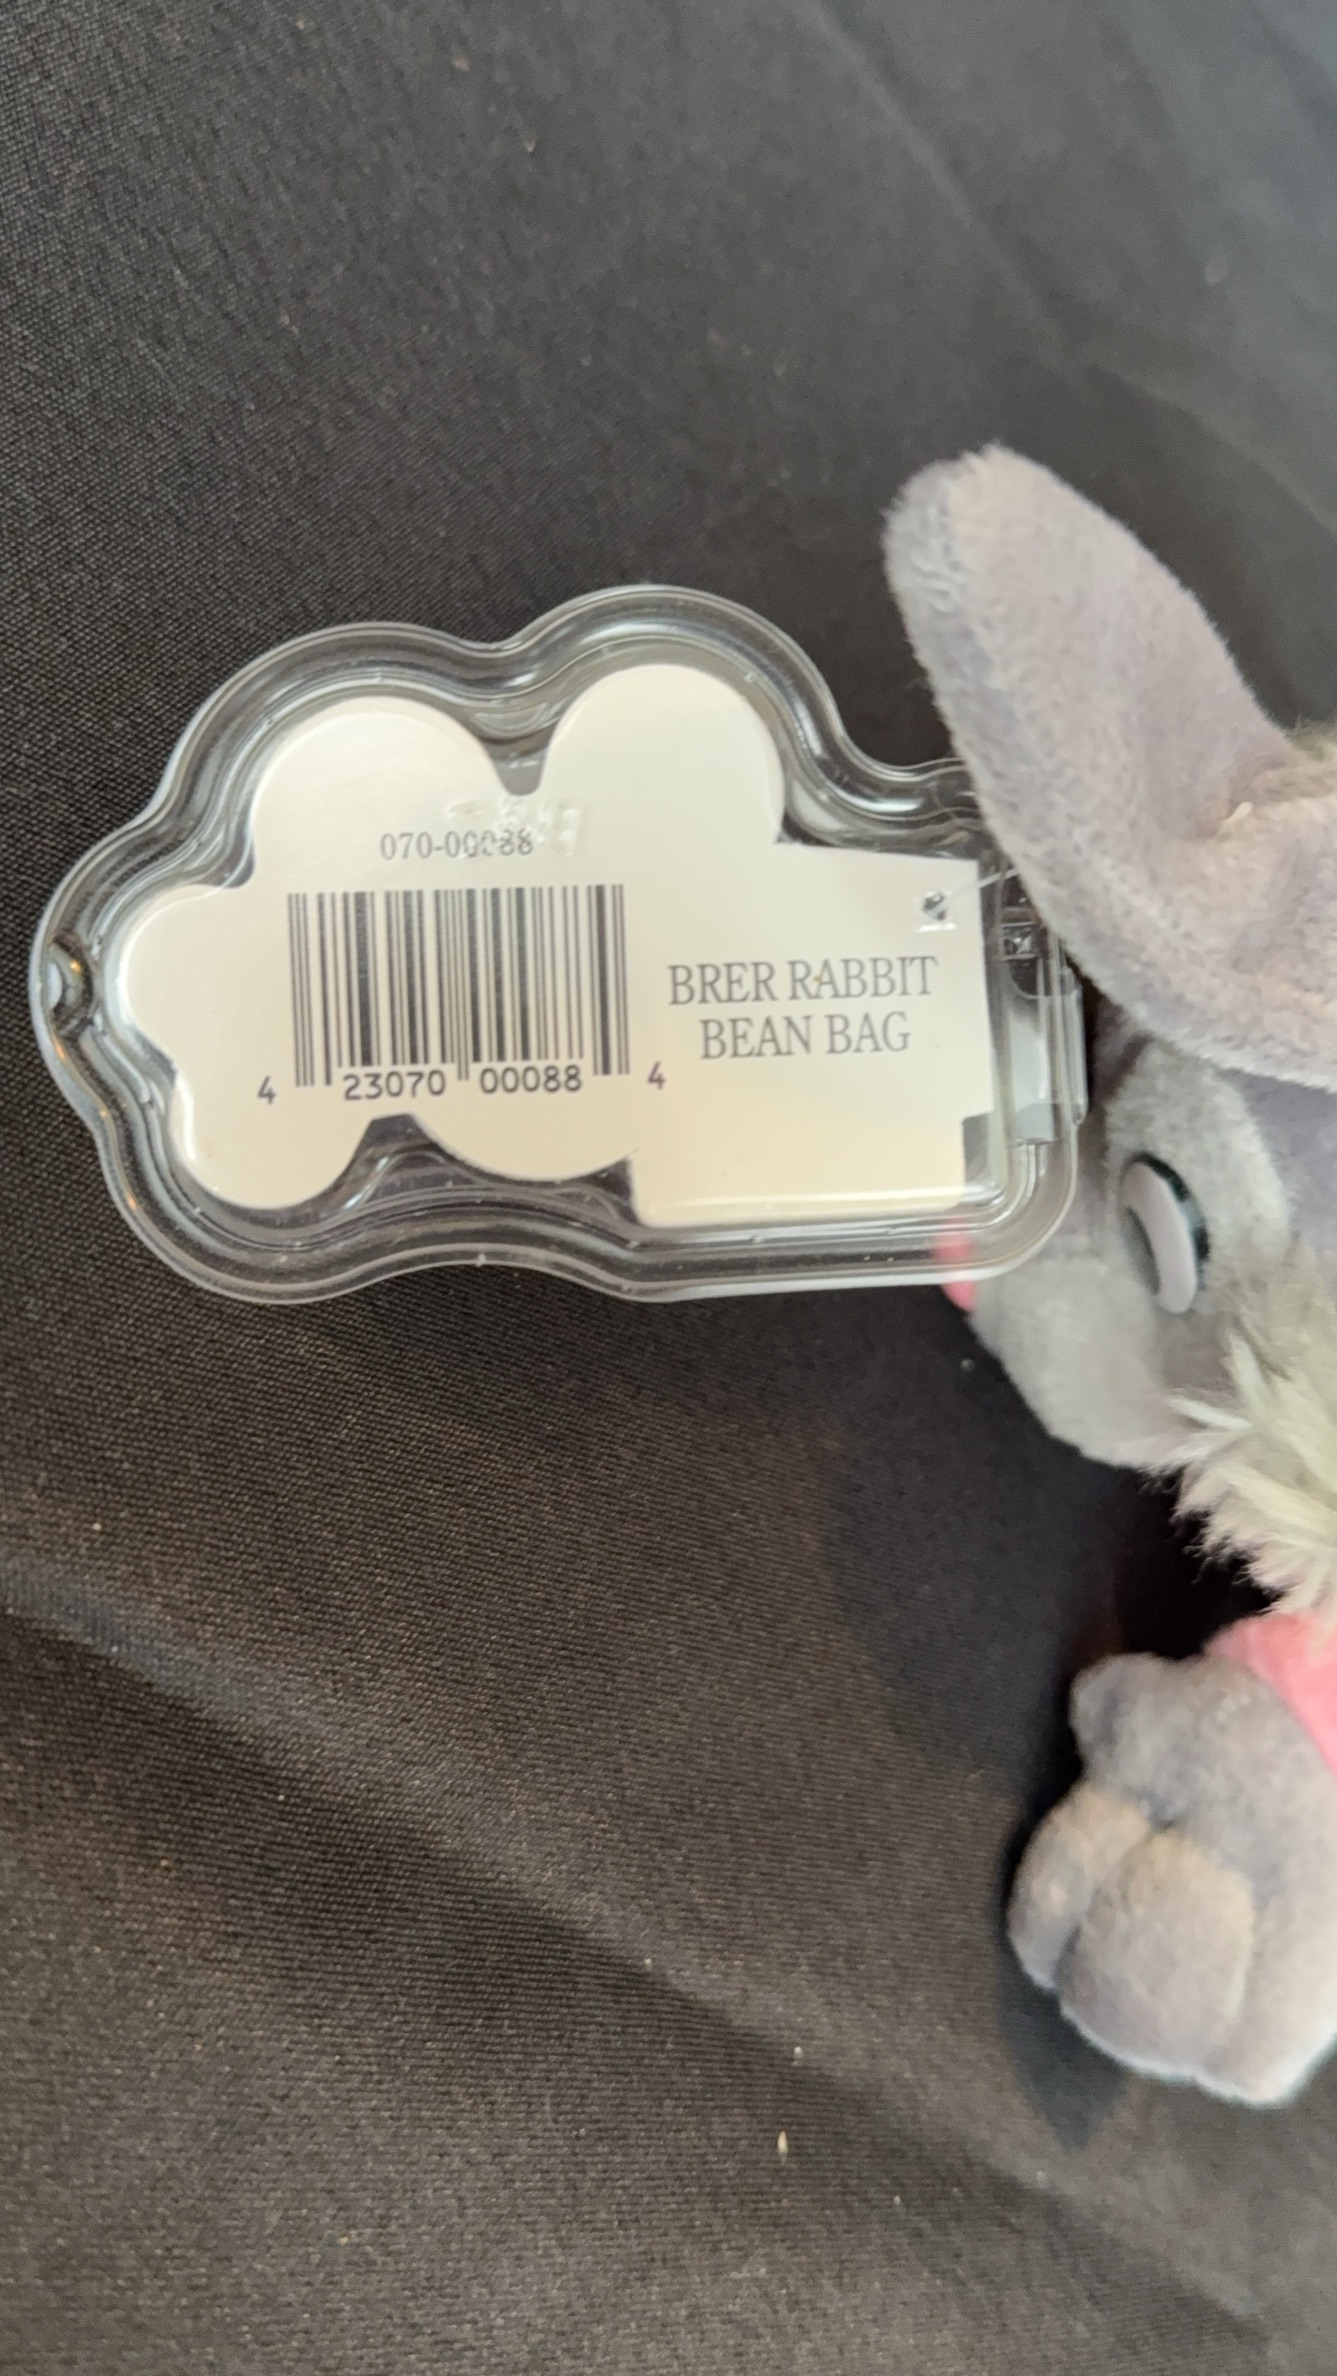 070-00088
4 23070 00088 4
BRER RABBIT
BEAN BAG